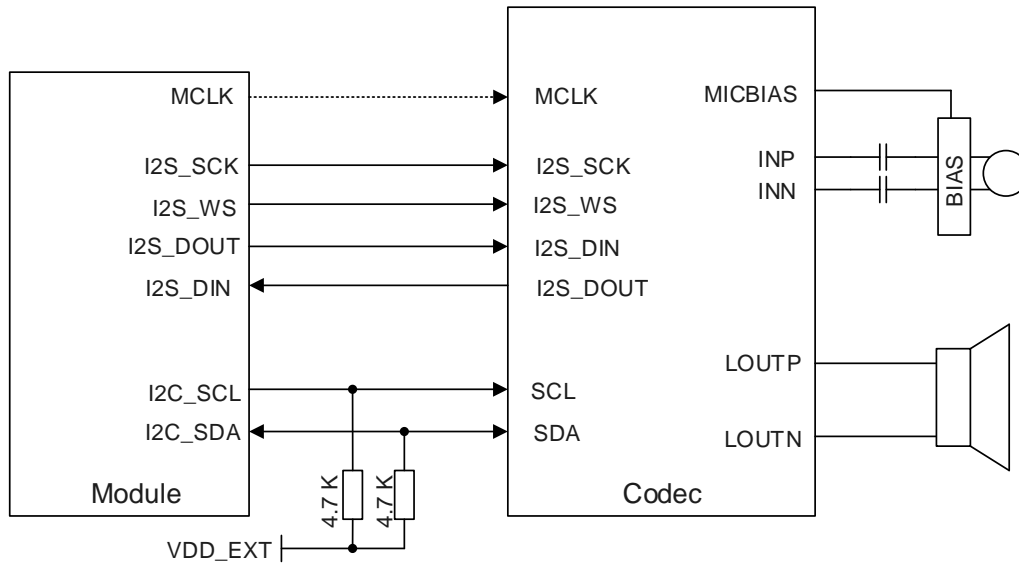 MCLK
I2S_SCK
I2S_WS
I2S_DOUT
I2S_DIN
I2C_SCL
I2C_SDA
Module
4.7 K
4.7 K
VDD_EXT
MCLK
I2S_SCK
I2S_WS
I2S_DIN
I2S_DOUT
SCL
SDA
Codec
MICBIAS
INP
INN
LOUTP
LOUTN
BIAS